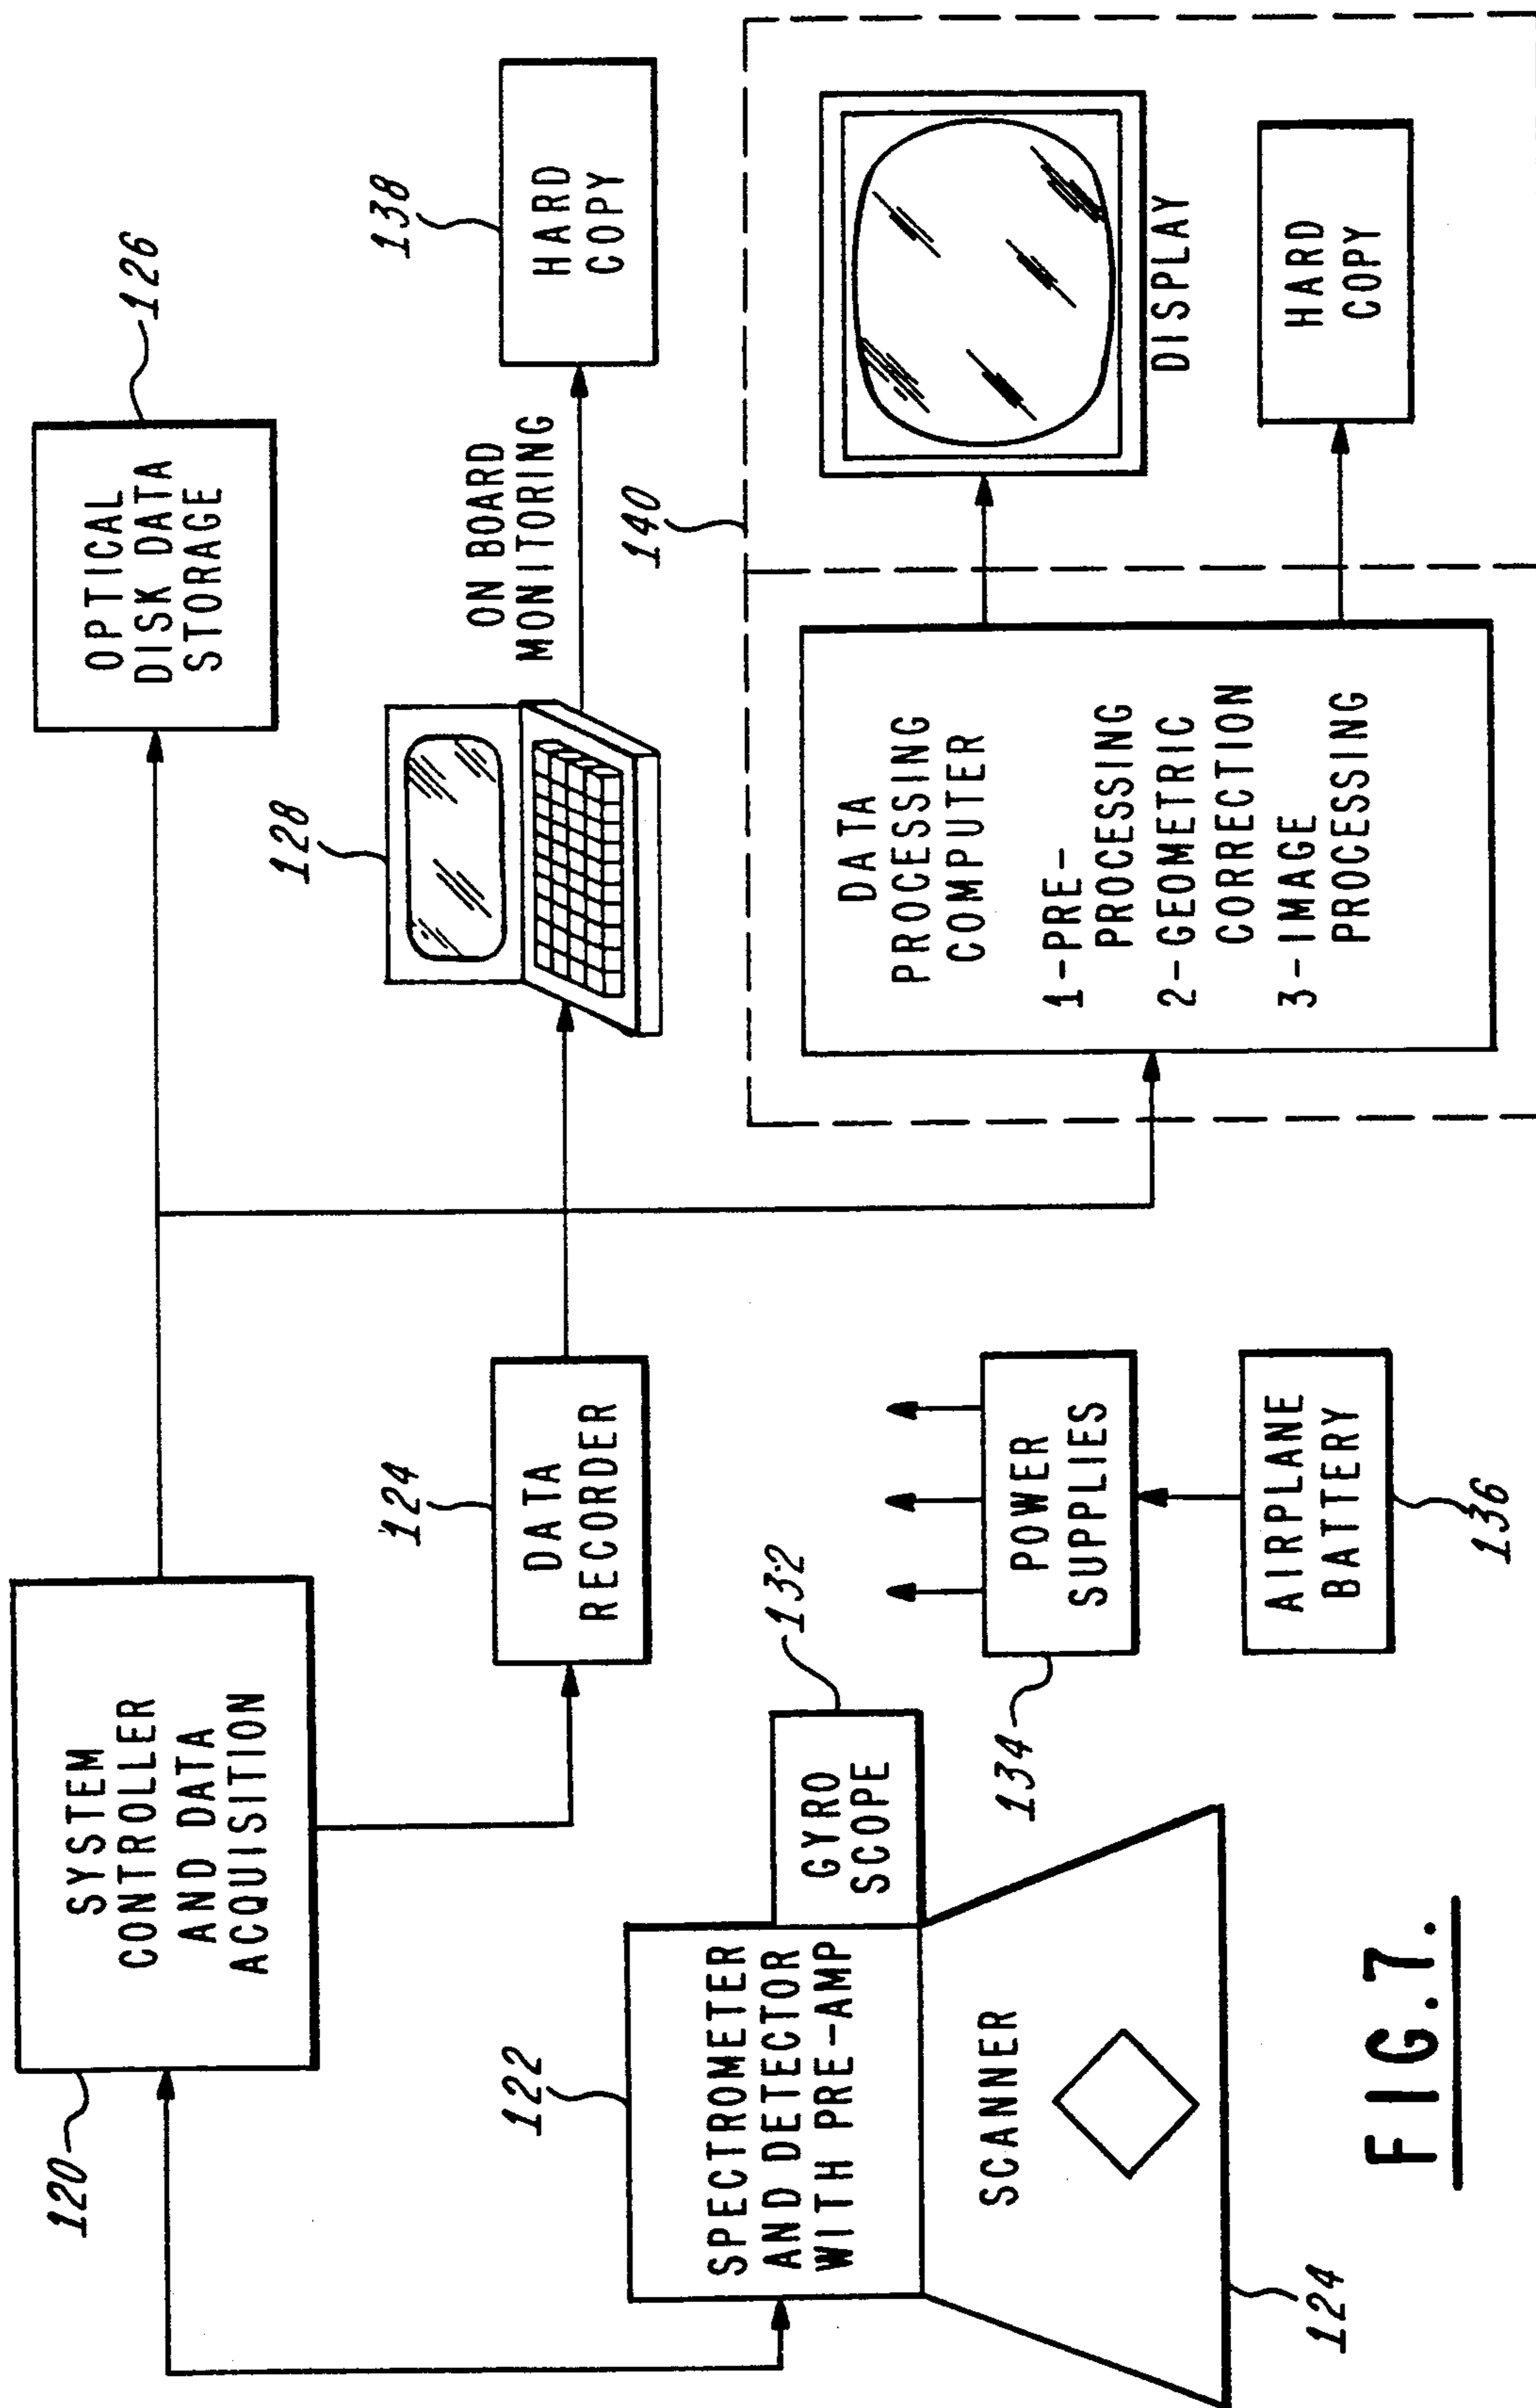 120
SYSTEM
CONTROLLER
AND DATA
ACQUISITION
OPTICAL
DISK DATA
STORAGE
126
124
DATA
RECORDER
128
ON BOARD
MONITORING
138
HARD
COPY
122
SPECTROMETER
AND DETECTOR
WITH PRE-AMP
GYRO
SCOPE
132
SCANNER
124
134
POWER
SUPPLIES
AIRPLANE
BATTERY
136
140
DATA
PROCESSING
COMPUTER
1-PRE-
PROCESSING
2-GEOMETRIC
CORRECTION
3-IMAGE
PROCESSING
DISPLAY
HARD
COPY
FIG.7.